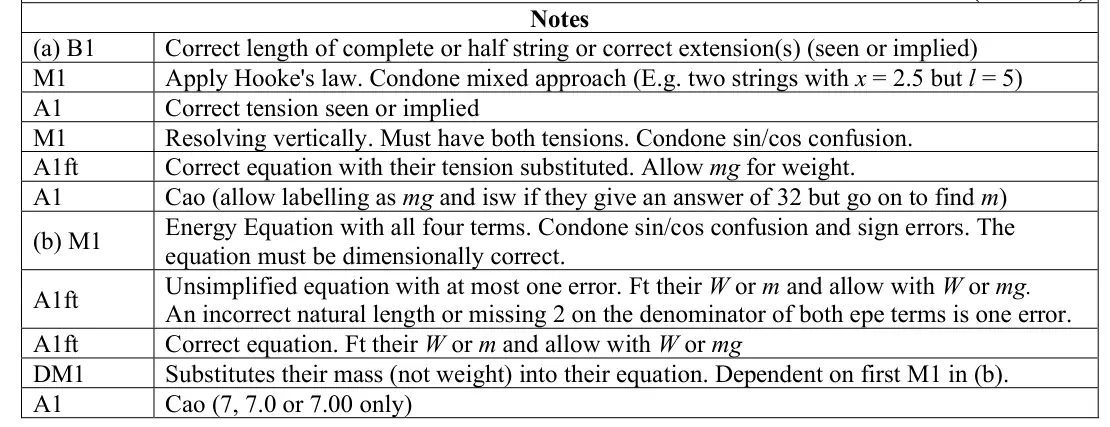 Notes
(a) B1 Correct length of complete or half string or correct extension(s) (seen or implied)
M1 Apply Hooke's law. Condone mixed approach (E.g. two strings with x = 2.5 but l = 5)
A1 Correct tension seen or implied
M1 Resolving vertically. Must have both tensions. Condone sin/cos confusion.
A1ft Correct equation with their tension substituted. Allow mg for weight.
A1 Cao (allow labelling as mg and isw if they give an answer of 32 but go on to find m)
(b) M1 Energy Equation with all four terms. Condone sin/cos confusion and sign errors. The
equation must be dimensionally correct.
A1ft Unsimplified equation with at most one error. Ft their W or m and allow with W or mg.
An incorrect natural length or missing 2 on the denominator of both epe terms is one error.
A1ft Correct equation. Ft their W or m and allow with W or mg
DM1 Substitutes their mass (not weight) into their equation. Dependent on first M1 in (b).
A1 Cao (7, 7.0 or 7.00 only)